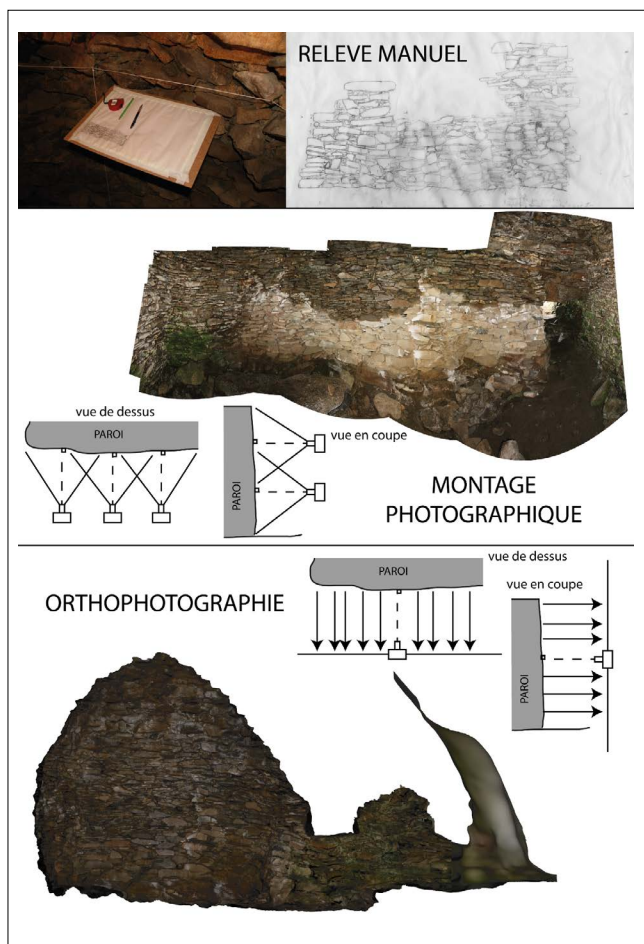 RELEVE MANUEL
vue de dessus
PAROI
PAROI
vue en coupe
MONTAGE
PHOTOGRAPHIQUE
ORTHOPHOTOGRAPHIE
vue de dessus
PAROI
vue en coupe
PAROI